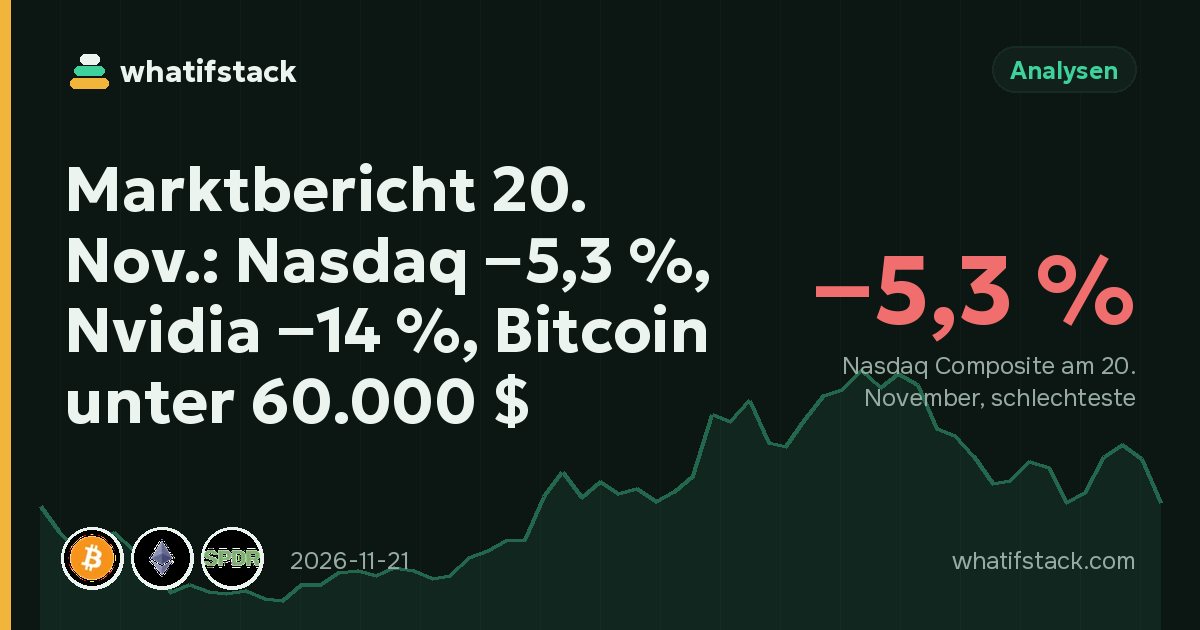 whatifstack
Analysen
Marktbericht 20.
Nov.: Nasdaq −5,3 %,
Nvidia −14 %, Bitcoin
unter 60.000 $
−5,3 %
Nasdaq Composite am 20.
November, schlechteste
SPDR
2026-11-21
whatifstack.com